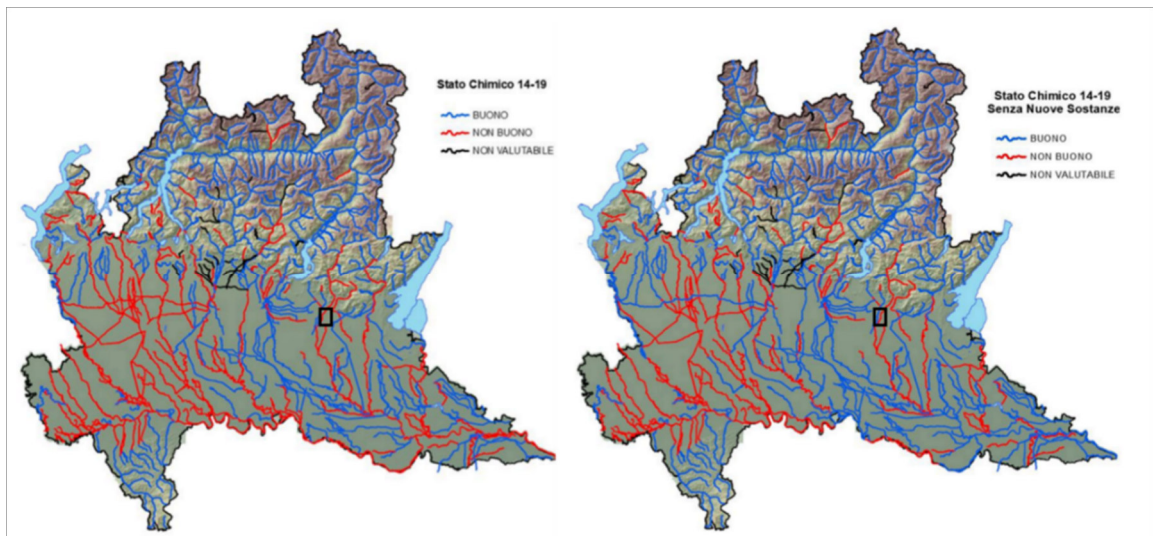 Stato Chimico 14-19
BUONO
NON BUONO
NON VALUTABILE
Stato Chimico 14-19
Senza Nuove Sostanze
BUONO
NON BUONO
NON VALUTABILE